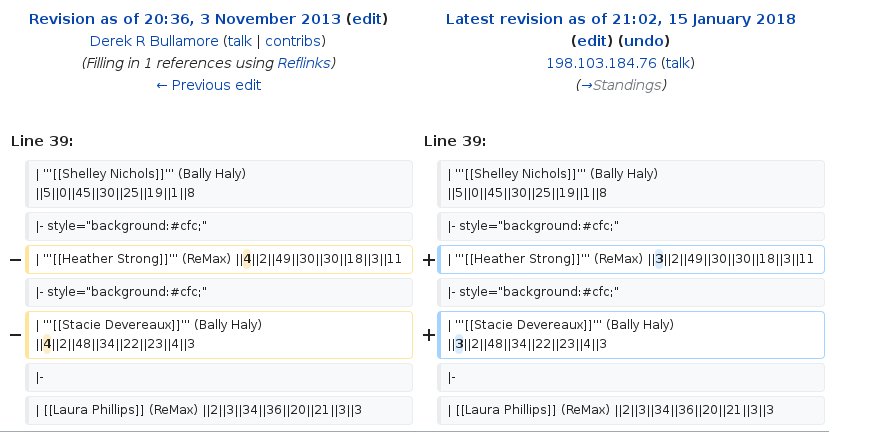 Revision as of 20:36, 3 November 2013 (edit)
Derek R Bullamore (talk | contribs)
(Filling in 1 references using Reflinks)
← Previous edit
Latest revision as of 21:02, 15 January 2018
(edit) (undo)
198.103.184.76 (talk)
(→Standings)
Line 39:
Line 39:
| '''[[Shelley Nichols]]''' (Bally Haly)
||5||0||45||30||25||19||1||8
| '''[[Shelley Nichols]]''' (Bally Haly)
||5||0||45||30||25||19||1||8
|- style="background:#cfc;"
|- style="background:#cfc;"
− | '''[[Heather Strong]]''' (ReMax) ||4||2||49||30||30||18||3||11
+ | '''[[Heather Strong]]''' (ReMax) ||3||2||49||30||30||18||3||11
|- style="background:#cfc;"
|- style="background:#cfc;"
− | '''[[Stacie Devereaux]]''' (Bally Haly)
||4||2||48||34||22||23||4||3
+ | '''[[Stacie Devereaux]]''' (Bally Haly)
||3||2||48||34||22||23||4||3
|-
|-
| [[Laura Phillips]] (ReMax) ||2||3||34||36||20||21||3||3
| [[Laura Phillips]] (ReMax) ||2||3||34||36||20||21||3||3